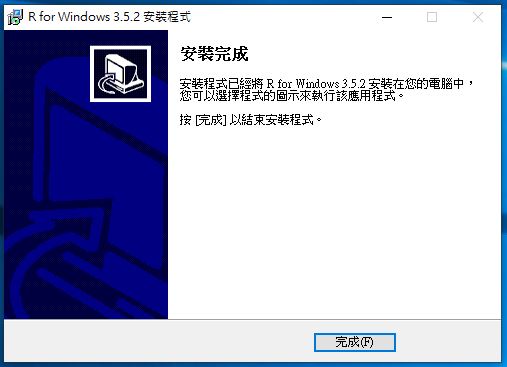 R for Windows 3.5.2 安裝程式
安裝完成
安裝程式已經將 R for Windows 3.5.2 安裝在您的電腦中，
您可以選擇程式的圖示來執行該應用程式。
按 [完成] 以結束安裝程式。
完成(F)